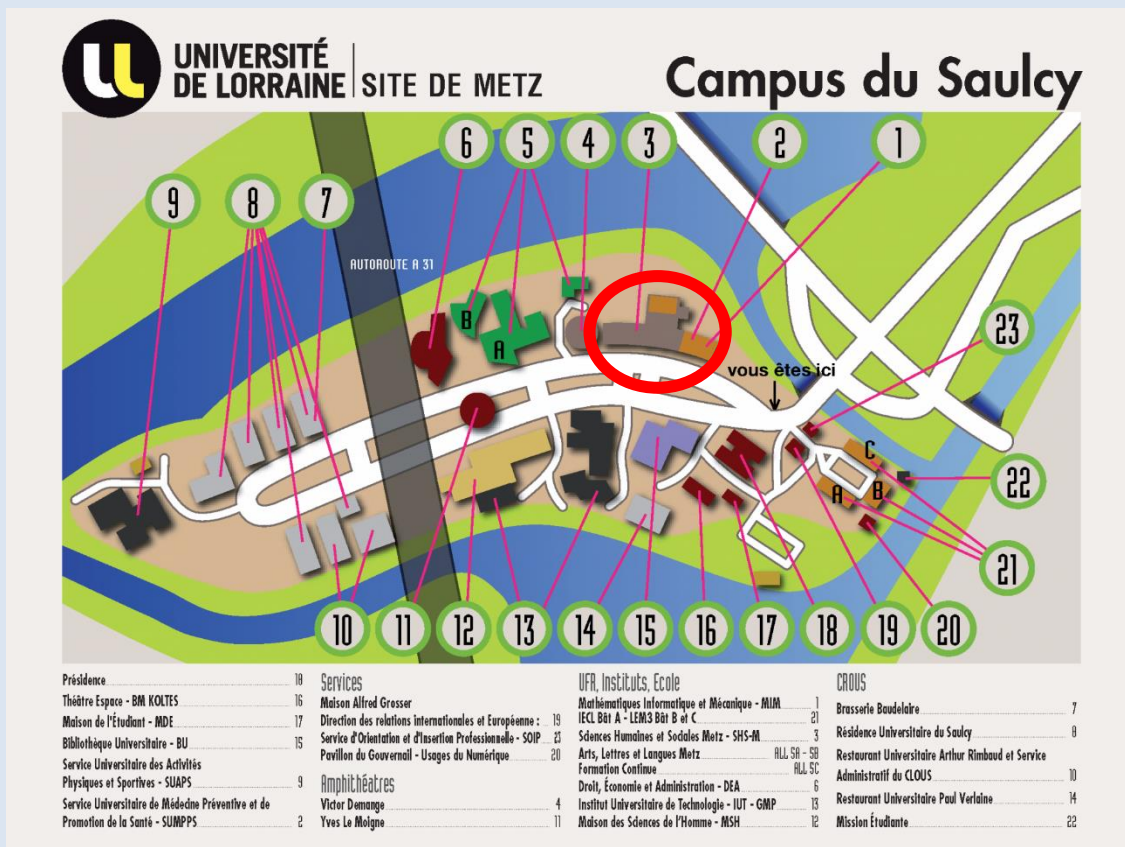 UNIVERSITÉ
DE LORRAINE SITE DE METZ
Campus du Saulcy
6 5 4 3 2 1
9 8 7
AUTOROUTE A 31
B
A
23
vous êtes ici
C
A B
22
21
10 11 12 13 14 15 16 17 18 19 20
Présidence 18
Théâtre Espace - BM KOLTES 16
Maison de l'Étudiant - MDE 17
Bibliothèque Universitaire - BU 15
Service Universitaire des Activités
Physiques et Sportives - SUAPS 9
Service Universitaire de Médecine Préventive et de
Promotion de la Santé - SUMPPS 2
Services
Maison Alfred Grosser
Direction des relations internationales et Européenne : 19
Service d'Orientation et d'Insertion Professionnelle - SOIP 23
Pavillon du Gouvernail - Usages du Numérique 20
Amphithéatres
Victor Demange 4
Yves Le Moigne 11
UFR, Instituts, Ecole
Mathématiques Informatique et Mécanique - MIM 1
IECL Bât A - LEM3 Bât B et C 21
Sciences Humaines et Sociales Metz - SHS-M 3
Arts, Lettres et Langues Metz ALL 5A - 5B
Formation Continue ALL 5C
Droit, Économie et Administration - DEA 6
Institut Universitaire de Technologie - IUT - GMP 13
Maison des Sciences de l'Homme - MSH 12
CROUS
Brasserie Baudelaire 7
Résidence Universitaire du Saulcy 8
Restaurant Universitaire Arthur Rimbaud et Service
Administratif du CLOUS 10
Restaurant Universitaire Paul Verlaine 14
Mission Étudiante 22